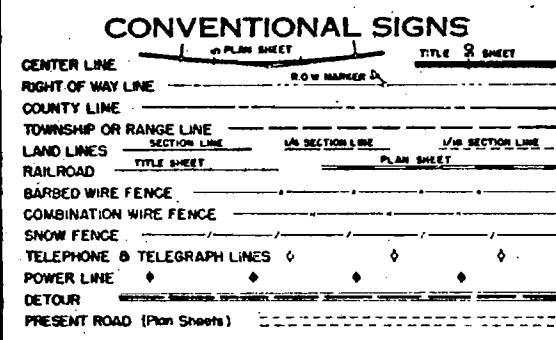 CONVENTIONAL SIGNS
PLAN SHEET
TITLE SHEET
CENTER LINE
R.O.W MARKER
RIGHT OF WAY LINE
COUNTY LINE
TOWNSHIP OR RANGE LINE
LAND LINES SECTION LINE 1/4 SECTION LINE 1/16 SECTION LINE
RAILROAD TITLE SHEET PLAN SHEET
BARBED WIRE FENCE
COMBINATION WIRE FENCE
SNOW FENCE
TELEPHONE & TELEGRAPH LINES
POWER LINE
DETOUR
PRESENT ROAD (Plan Sheets)